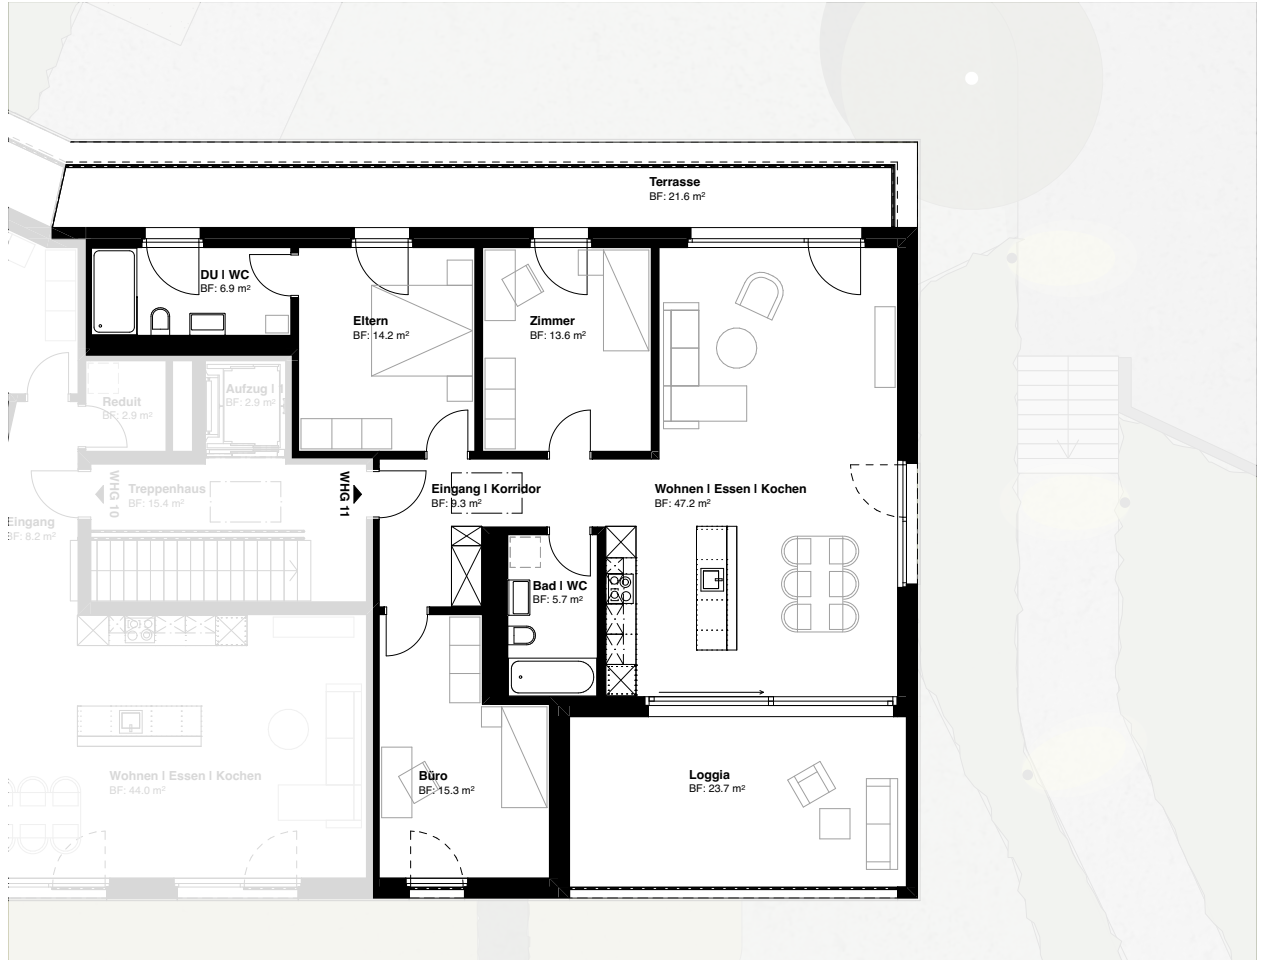 Terrasse
BF: 21.6 m²
DU | WC
BF: 6.9 m²
Eltern
BF: 14.2 m²
Zimmer
BF: 13.6 m²
Reduit
BF: 2.9 m²
Aufzug |
BF: 2.9 m²
WHG 10
Treppenhaus
BF: 15.4 m²
WHG 11
Eingang | Korridor
BF: 9.3 m²
Wohnen | Essen | Kochen
BF: 47.2 m²
Eingang
BF: 8.2 m²
Bad | WC
BF: 5.7 m²
Wohnen | Essen | Kochen
BF: 44.0 m²
Büro
BF: 15.3 m²
Loggia
BF: 23.7 m²